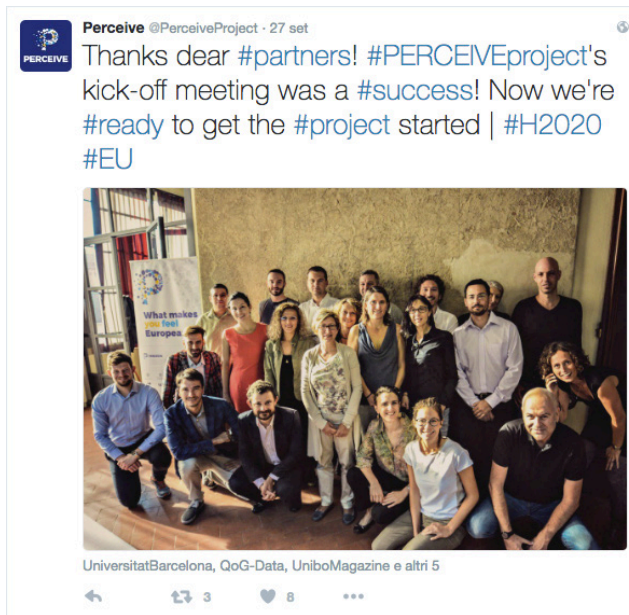 Perceive @PerceiveProject · 27 set
PERCEIVE
Thanks dear #partners! #PERCEIVEproject's
kick-off meeting was a #success! Now we're
#ready to get the #project started | #H2020
#EU
What makes
you feel
Europea
UniversitatBarcelona, QoG-Data, UniboMagazine e altri 5
3
8